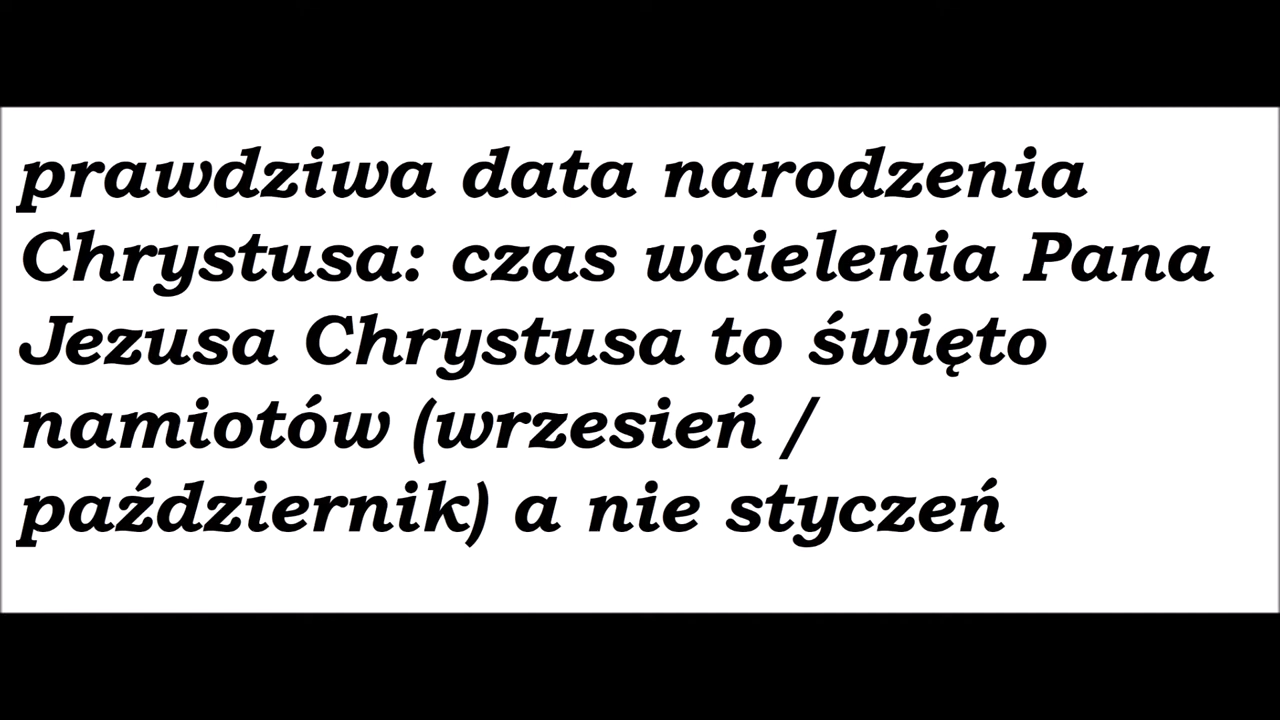 prawdziwa data narodzenia
Chrystusa: czas wcielenia Pana
Jezusa Chrystusa to święto
namiotów (wrzesień /
październik) a nie styczeń